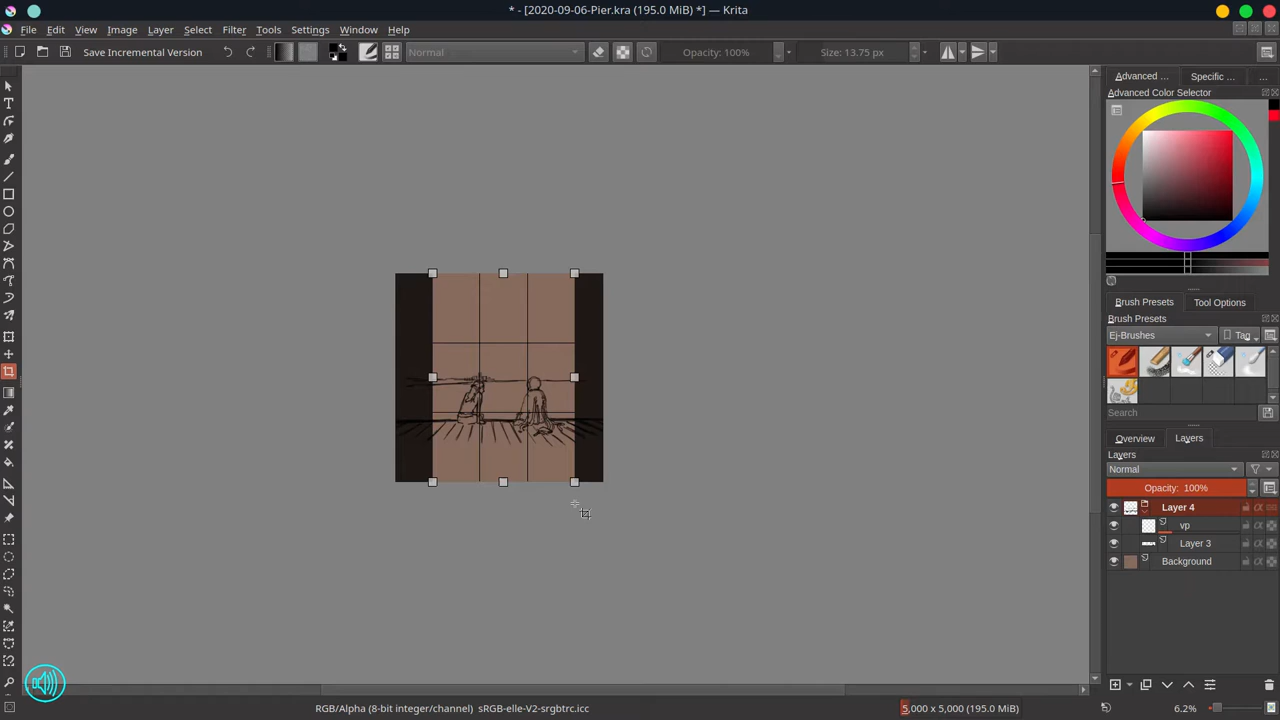 * - [2020-09-06-Pier.kra (195.0 MiB) *] — Krita
File Edit View Image Layer Select Filter Tools Settings Window Help
Save Incremental Version Normal Opacity: 100% Size: 13.75 px
Advanced ... Specific ... ...
Advanced Color Selector
Brush Presets Tool Options
Brush Presets
Ej-Brushes Tag
Search
Overview Layers
Layers
Normal
Opacity: 100%
Layer 4
vp
Layer 3
Background
RGB/Alpha (8-bit integer/channel) sRGB-elle-V2-srgbtrc.icc 5,000 x 5,000 (195.0 MiB) 6.2%